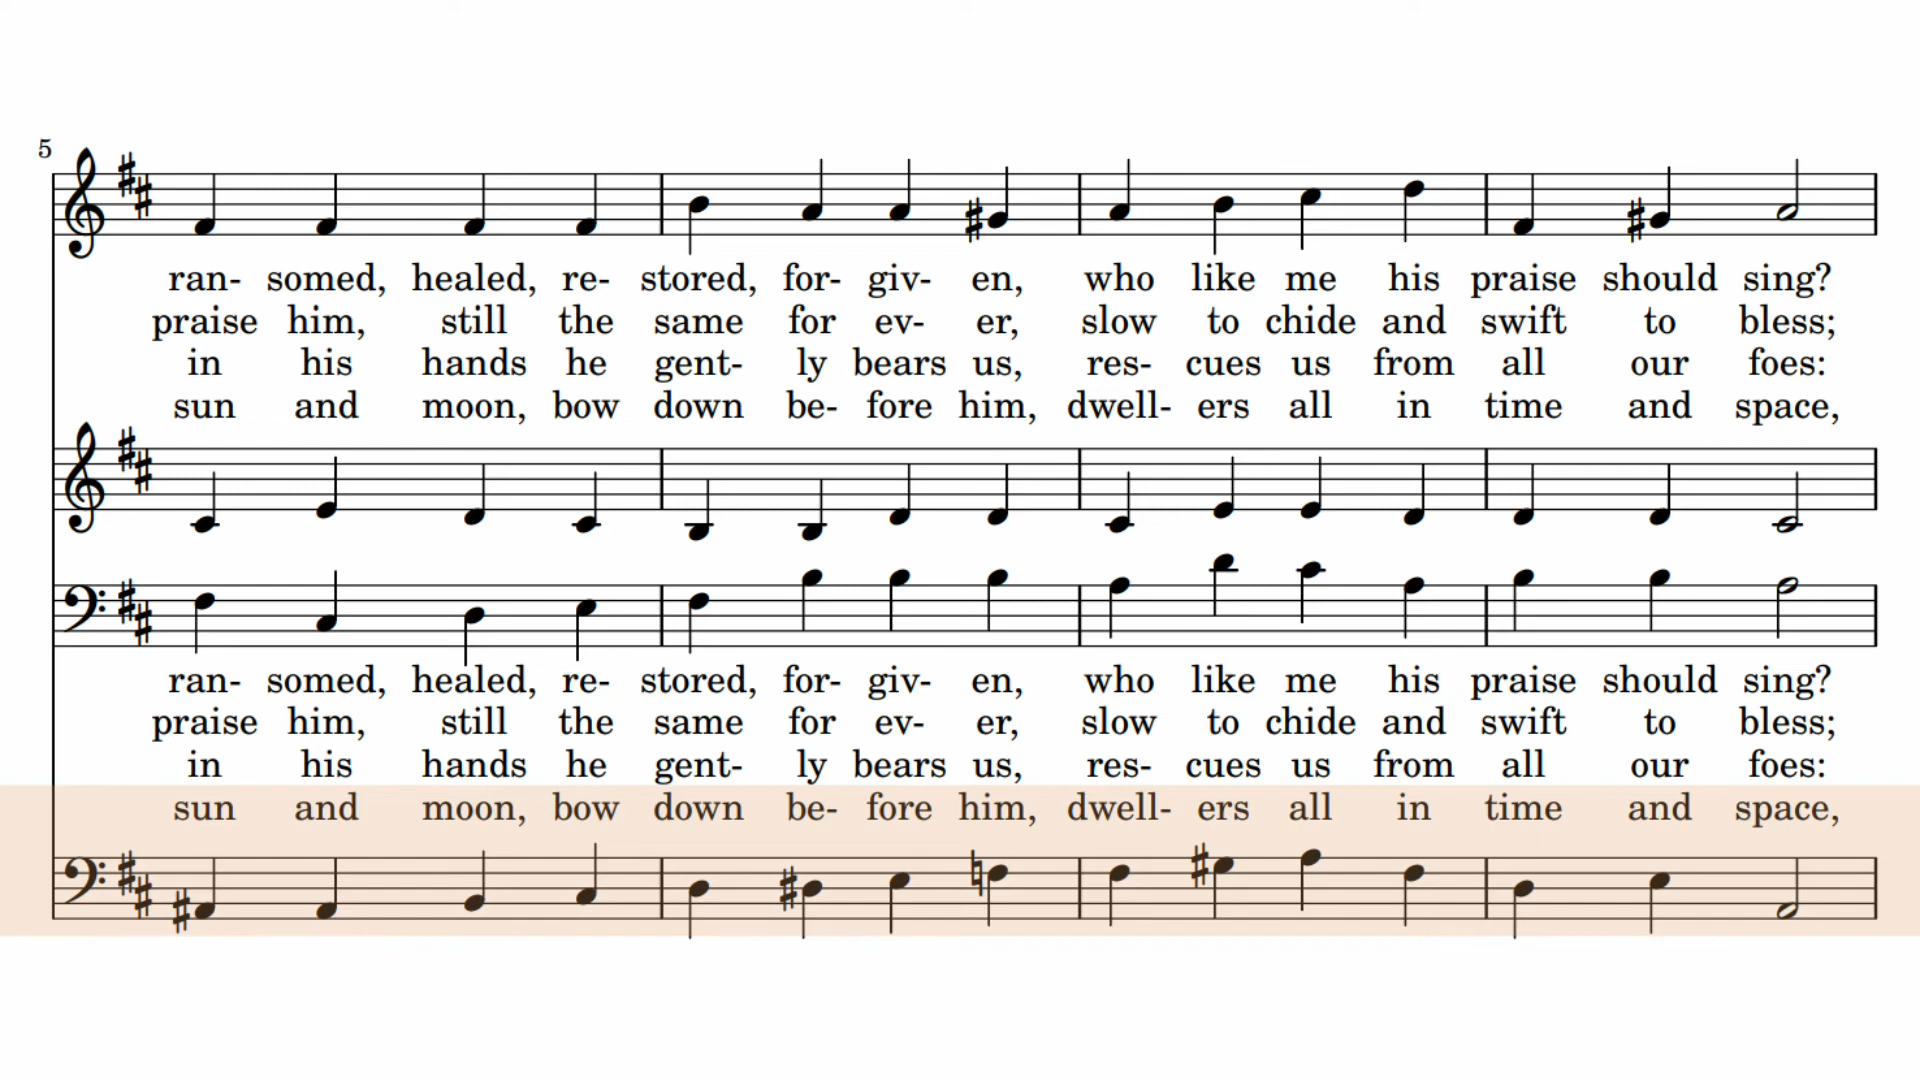 5
ran- somed, healed, re- stored, for- giv- en, who like me his praise should sing?
praise him, still the same for ev- er, slow to chide and swift to bless;
in his hands he gent- ly bears us, res- cues us from all our foes:
sun and moon, bow down be- fore him, dwell- ers all in time and space,
ran- somed, healed, re- stored, for- giv- en, who like me his praise should sing?
praise him, still the same for ev- er, slow to chide and swift to bless;
in his hands he gent- ly bears us, res- cues us from all our foes:
sun and moon, bow down be- fore him, dwell- ers all in time and space,